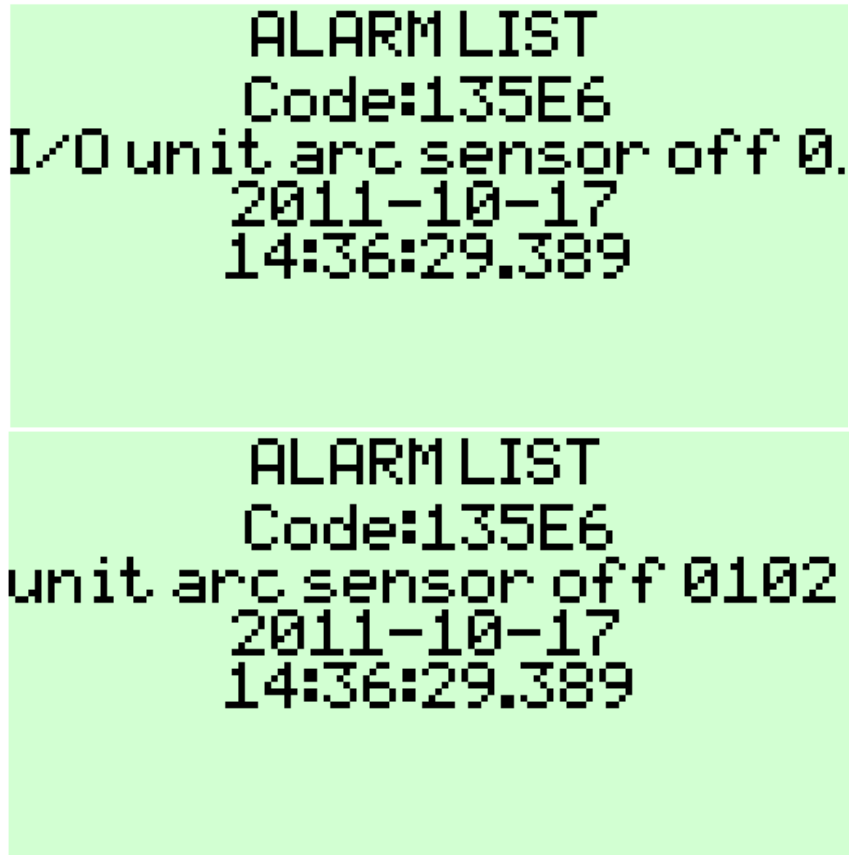 ALARM LIST
Code:135E6
I/O unit arc sensor off 0.
2011-10-17
14:36:29.389
ALARM LIST
Code:135E6
unit arc sensor off 0102
2011-10-17
14:36:29.389